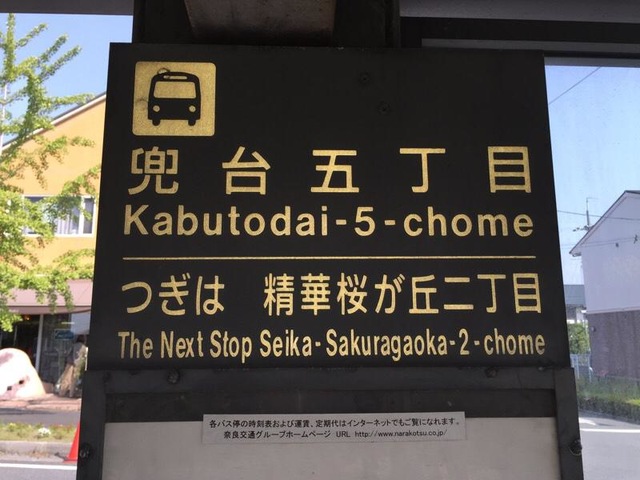 兜台五丁目
Kabutodai-5-chome
つぎは 精華桜が丘二丁目
The Next Stop Seika-Sakuragaoka-2-chome
各バス停の時刻表および運賃、定期代はインターネットでもご覧になれます。
奈良交通グループホームページ URL http://www.narakotsu.co.jp/